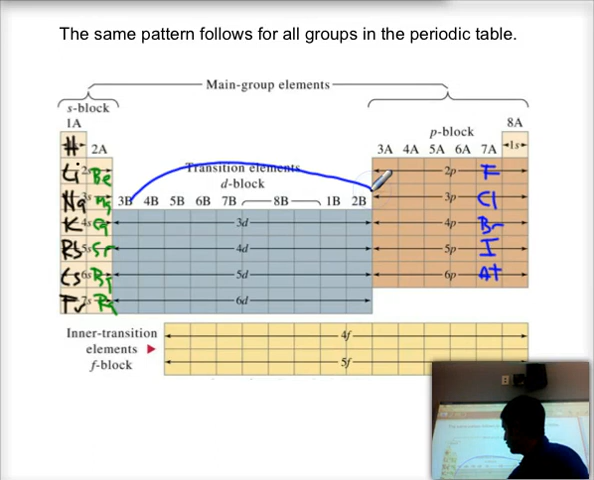 The same pattern follows for all groups in the periodic table.
Main-group elements
s-block
1A
8A
p-block
H
2A
3A 4A 5A 6A 7A
1s
Li Be
Transition elements
2p
F
d-block
Na Mg
3B 4B 5B 6B 7B 8B 1B 2B
3p
Cl
K
3d
4p
Br
Rb 5s Sr
4d
5p
I
Cs
5d
6p
At
Fr
6d
Inner-transition
4f
elements
f-block
5f